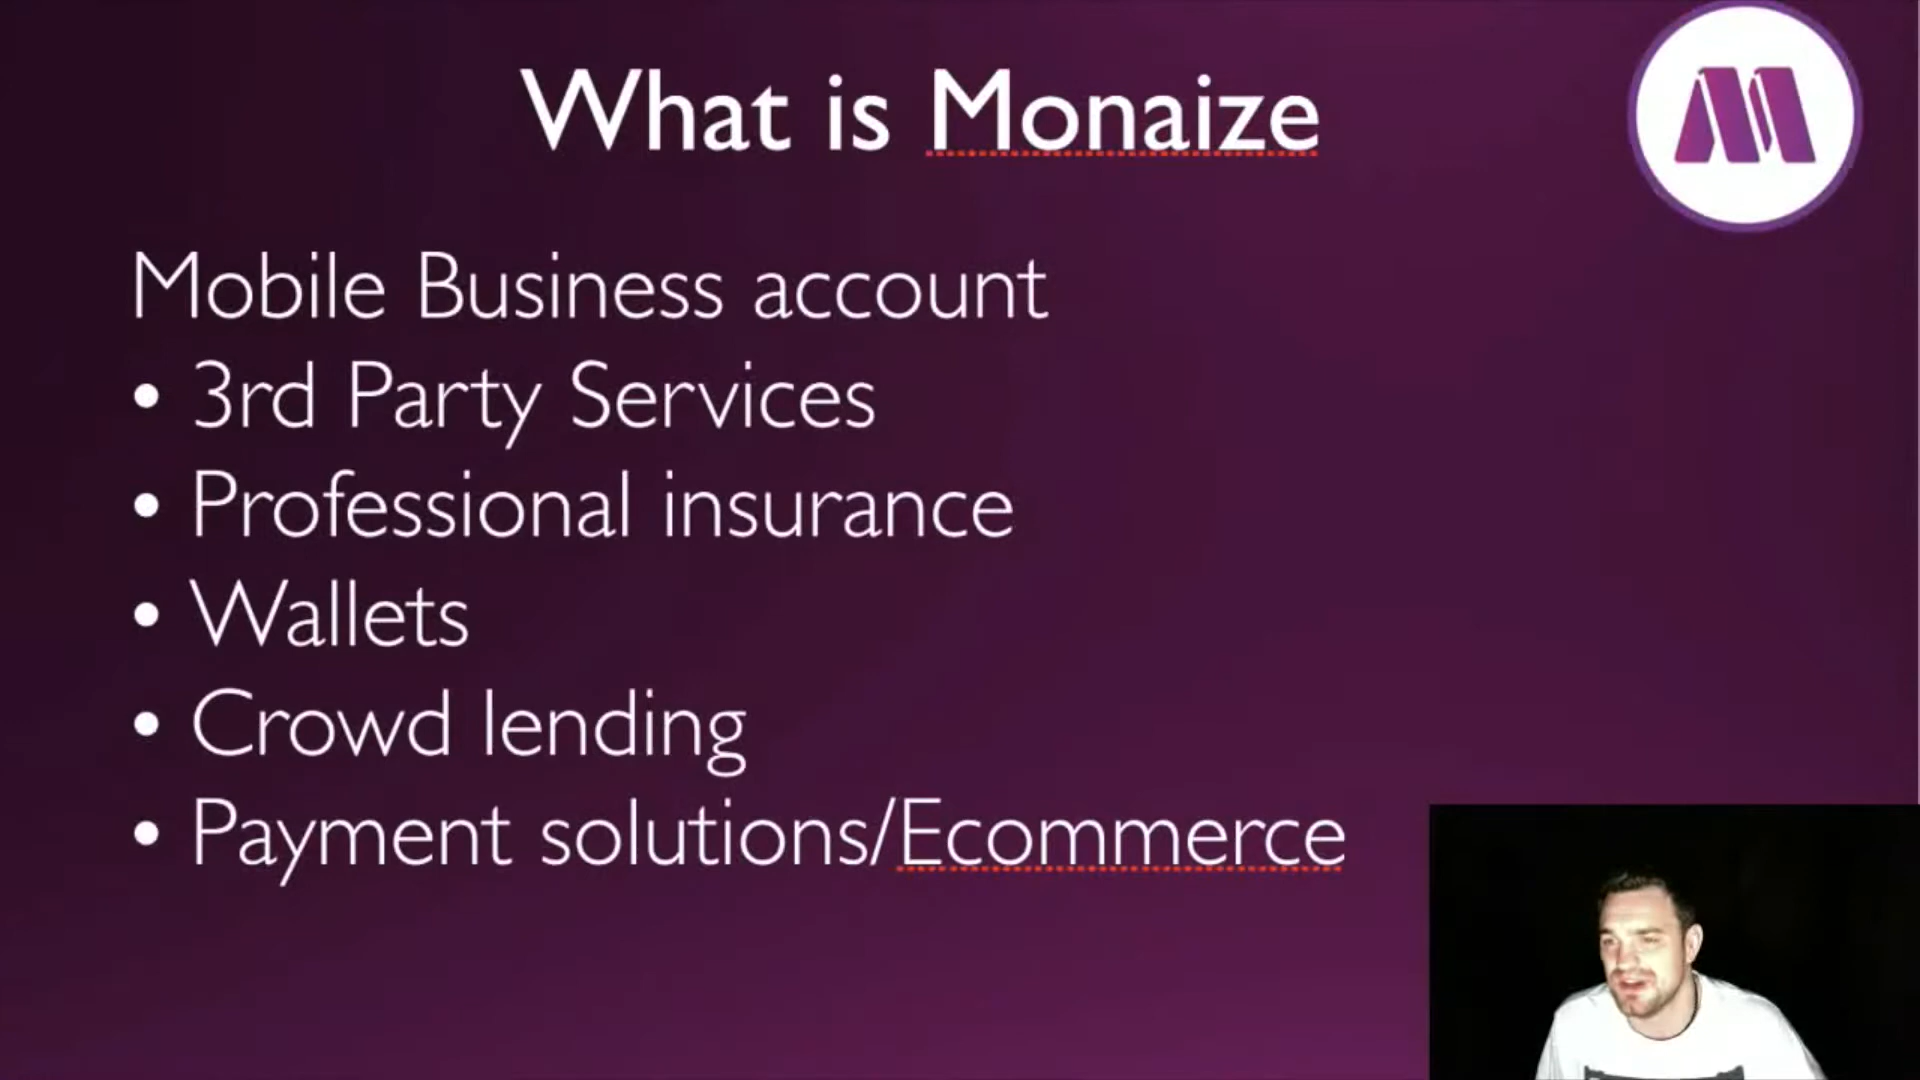 What is Monaize
Mobile Business account
• 3rd Party Services
• Professional insurance
• Wallets
• Crowd lending
• Payment solutions/Ecommerce